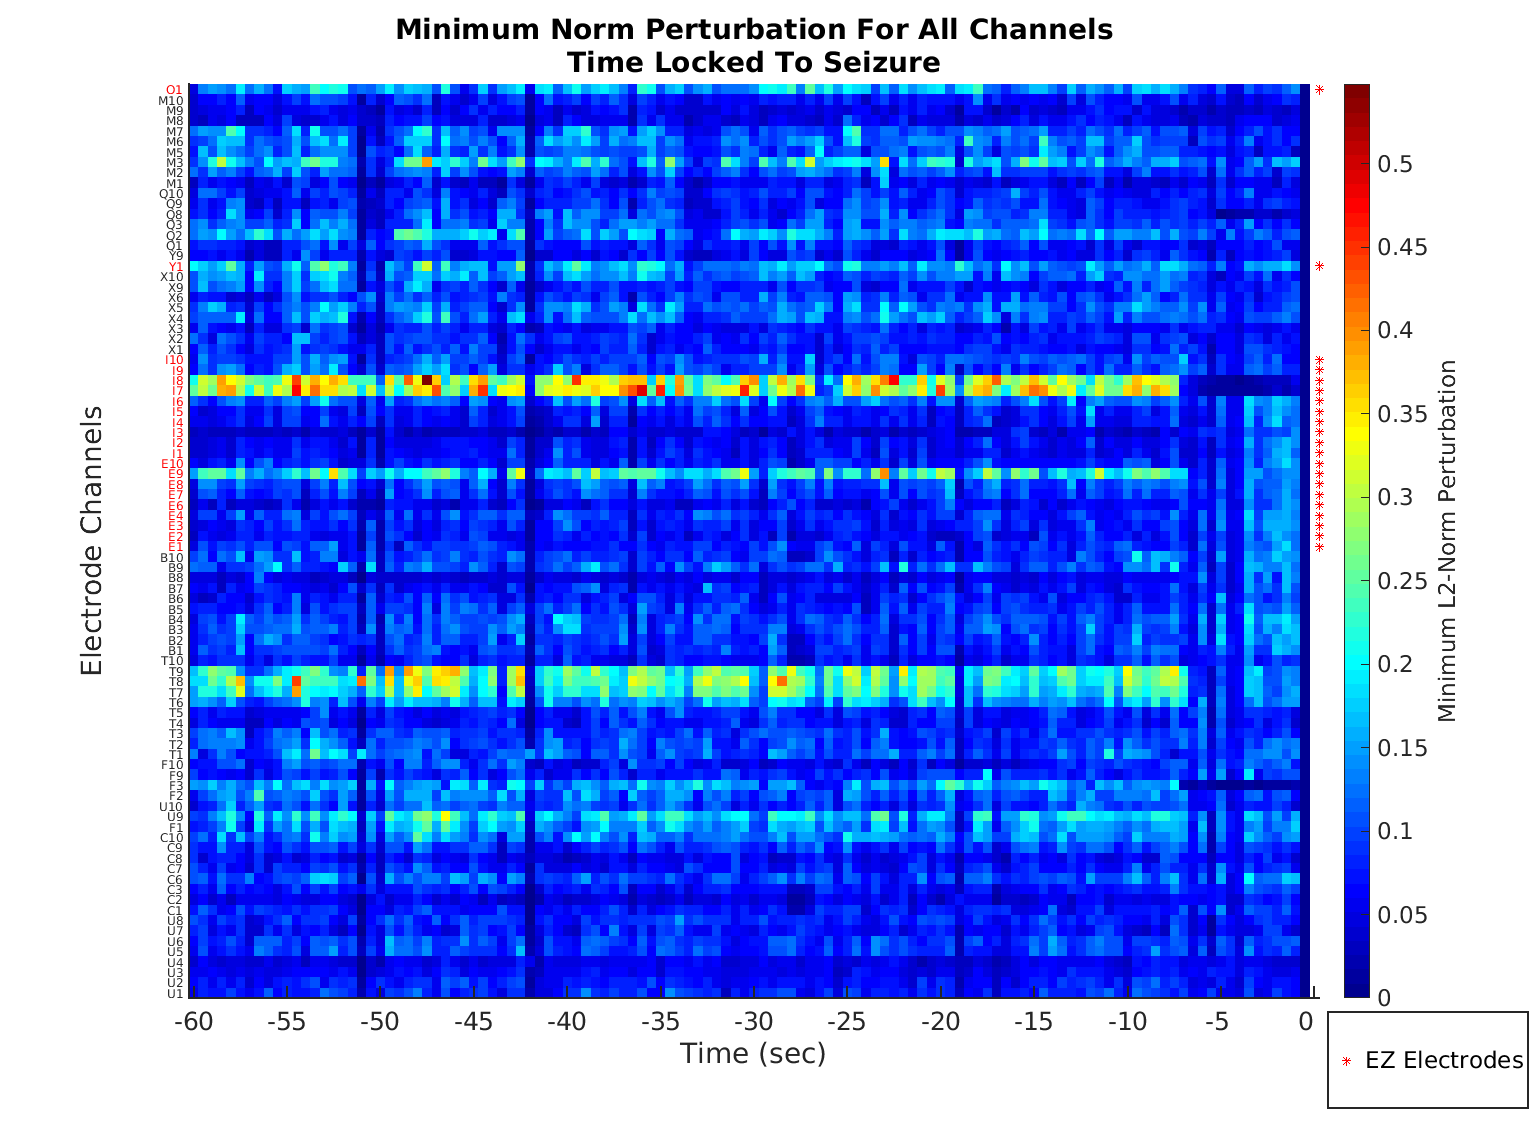 Minimum Norm Perturbation For All Channels
Time Locked To Seizure
Electrode Channels
O1
M10
M9
M8
M7
M6
M5
M3
M2
M1
Q10
Q9
Q8
Q3
Q2
Q1
Y9
Y1
X10
X9
X6
X5
X4
X3
X2
X1
I10
I9
I8
I7
I6
I5
I4
I3
I2
I1
E10
E9
E8
E7
E6
E4
E3
E2
E1
B10
B9
B8
B7
B6
B5
B4
B3
B2
B1
T10
T9
T8
T7
T6
T5
T4
T3
T2
T1
F10
F9
F3
F2
U10
U9
F1
C10
C9
C8
C7
C6
C3
C2
C1
U8
U7
U6
U5
U4
U3
U2
U1
-60 -55 -50 -45 -40 -35 -30 -25 -20 -15 -10 -5 0
Time (sec)
0.5
0.45
0.4
0.35
0.3
0.25
0.2
0.15
0.1
0.05
0
Minimum L2-Norm Perturbation
* EZ Electrodes